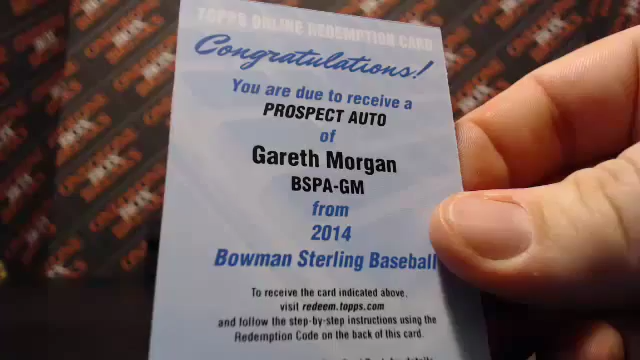 TOPPS ONLINE REDEMPTION CARD
Congratulations!
You are due to receive a
PROSPECT AUTO
of
Gareth Morgan
BSPA-GM
from
2014
Bowman Sterling Baseball
To receive the card indicated above,
visit redeem.topps.com
and follow the step-by-step instructions using the
Redemption Code on the back of this card.